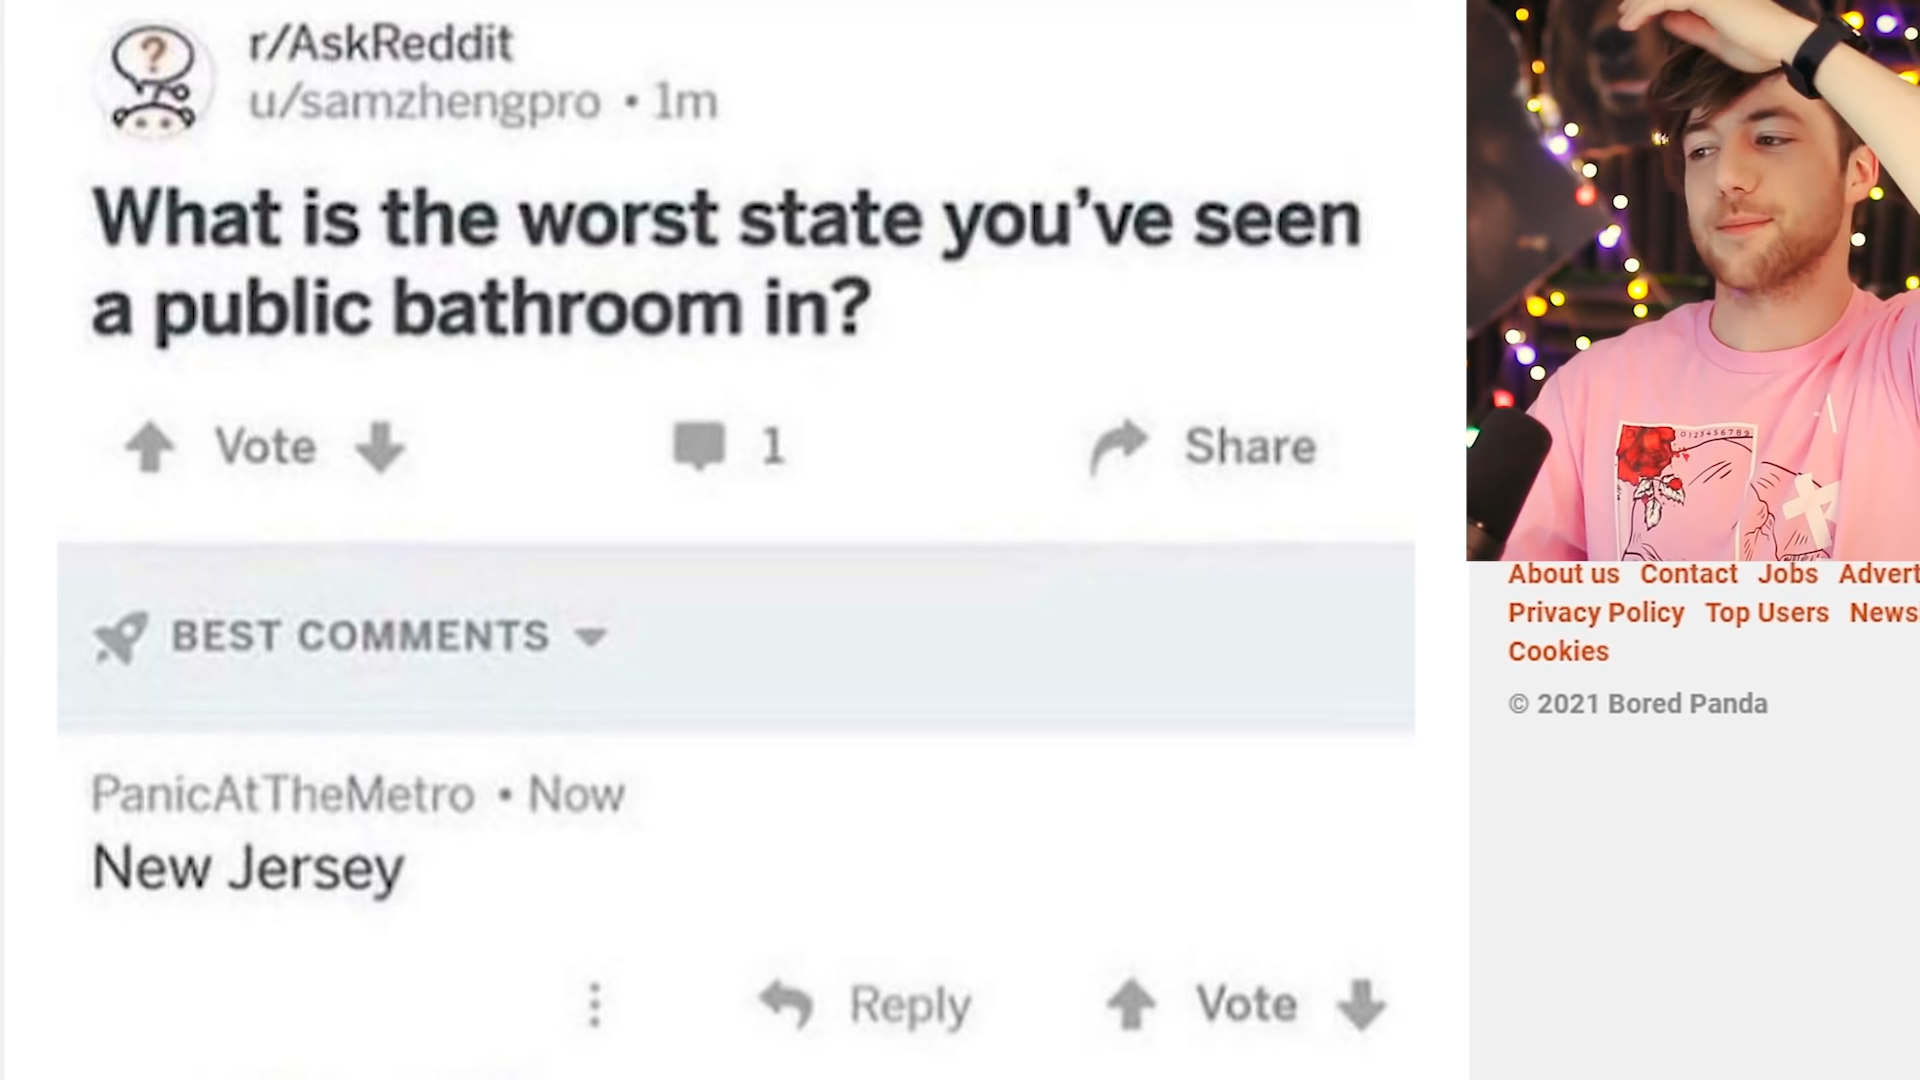 r/AskReddit
u/samzhengpro • 1m
What is the worst state you've seen
a public bathroom in?
Vote
1
Share
BEST COMMENTS
PanicAtTheMetro • Now
New Jersey
Reply
Vote
0123456789
About us Contact Jobs Advert
Privacy Policy Top Users News
Cookies
© 2021 Bored Panda